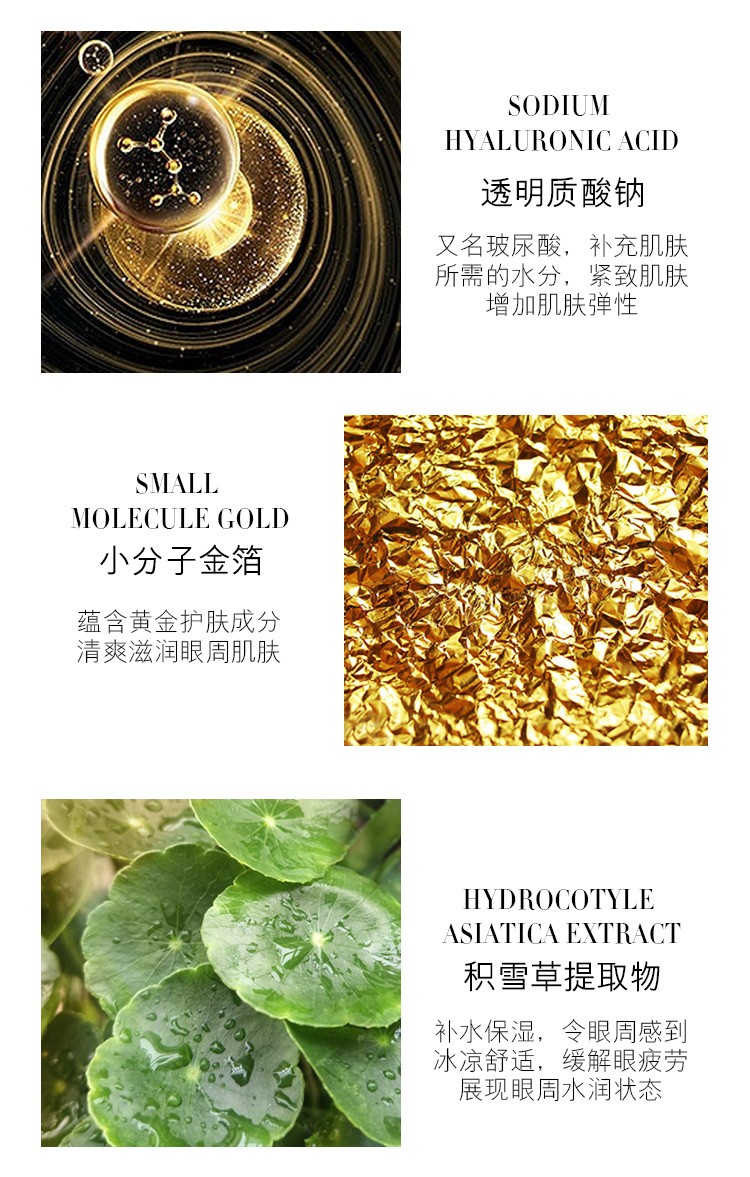 SODIUM
HYALURONIC ACID
透明质酸钠
又名玻尿酸，补充肌肤
所需的水分，紧致肌肤
增加肌肤弹性
SMALL
MOLECULE GOLD
小分子金箔
蕴含黄金护肤成分
清爽滋润眼周肌肤
HYDROCOTYLE
ASIATICA EXTRACT
积雪草提取物
补水保湿，令眼周感到
冰凉舒适，缓解眼疲劳
展现眼周水润状态